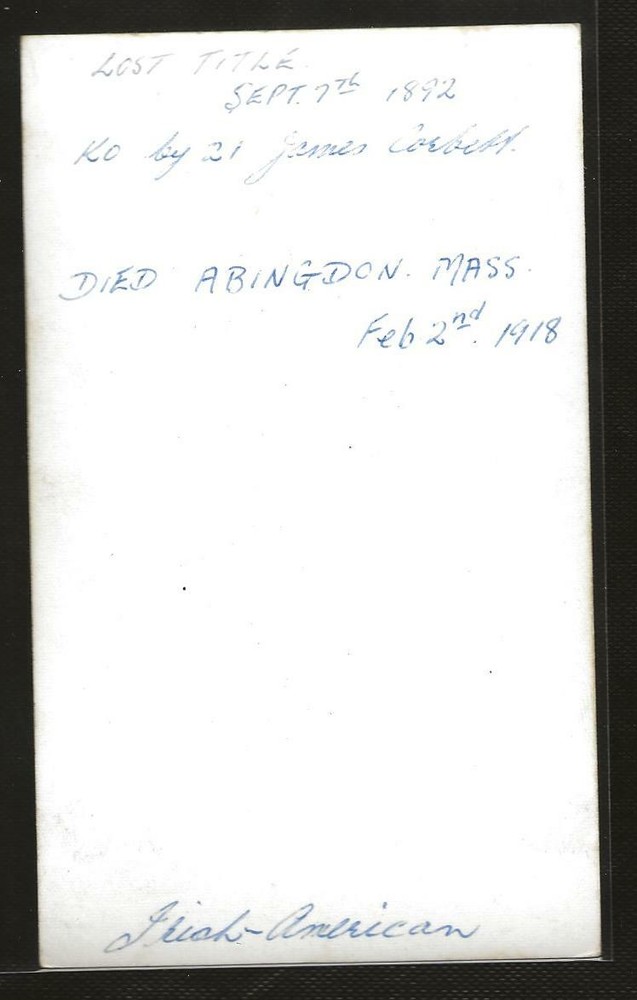 LOST TITLE
SEPT. 7th 1892
KO by 21 James Corbett.
DIED ABINGDON. MASS.
Feb 2nd. 1918
Irish-American